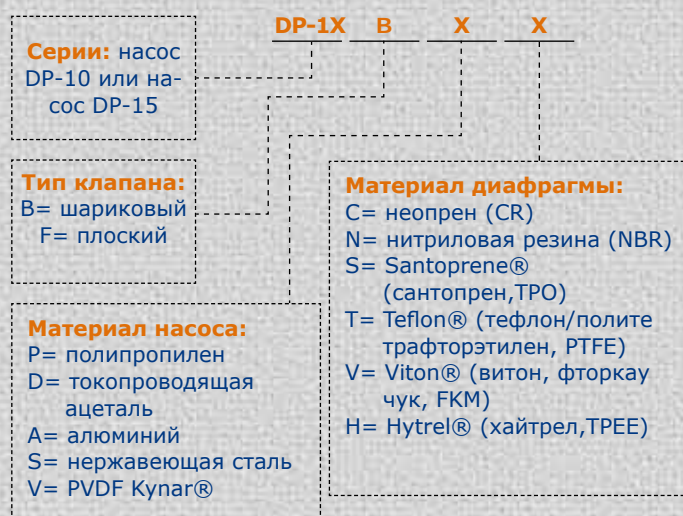 DP-1X B X X
Серии: насос
DP-10 или на-
сос DP-15
Тип клапана:
B= шариковый
F= плоский
Материал насоса:
P= полипропилен
D= токопроводящая
ацеталь
A= алюминий
S= нержавеющая сталь
V= PVDF Kynar®
Материал диафрагмы:
C= неопрен (CR)
N= нитриловая резина (NBR)
S= Santoprene®
(сантопрен,TPO)
T= Teflon® (тефлон/полите
трафторэтилен, PTFE)
V= Viton® (витон, фторкау
чук, FKM)
H= Hytrel® (хайтрел,TPEE)